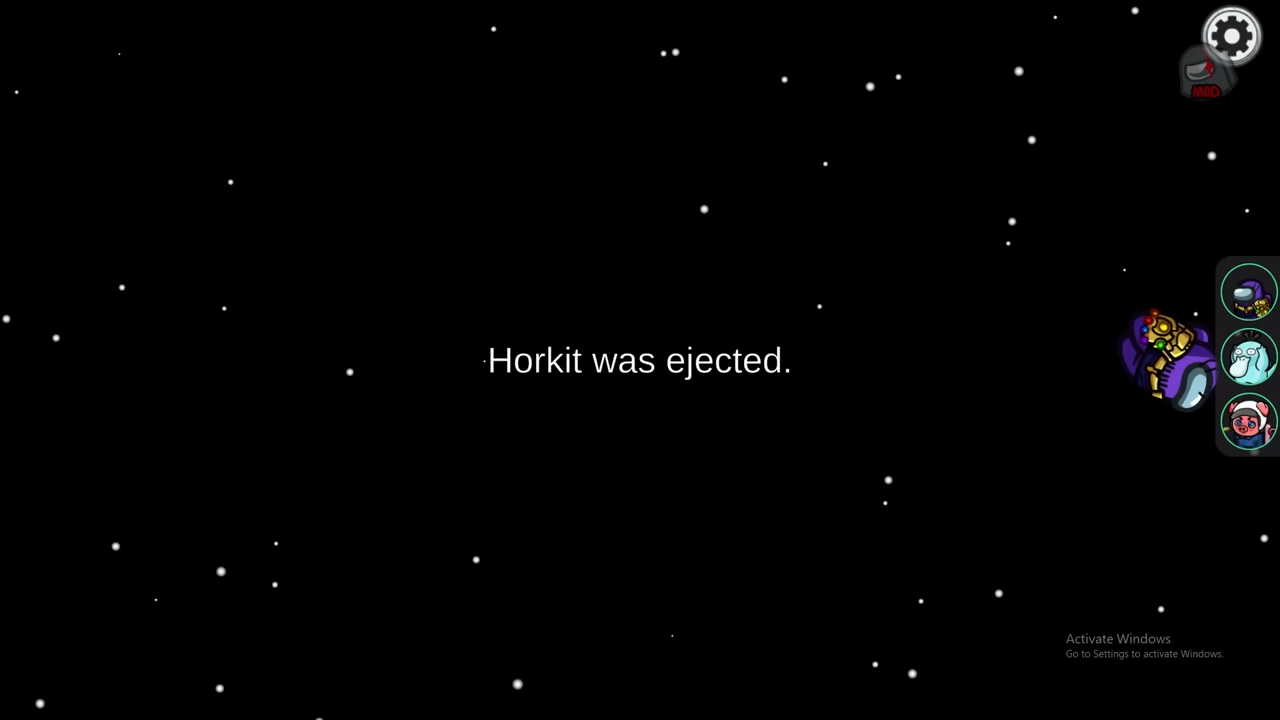 MOD
Horkit was ejected.
Activate Windows
Go to Settings to activate Windows.